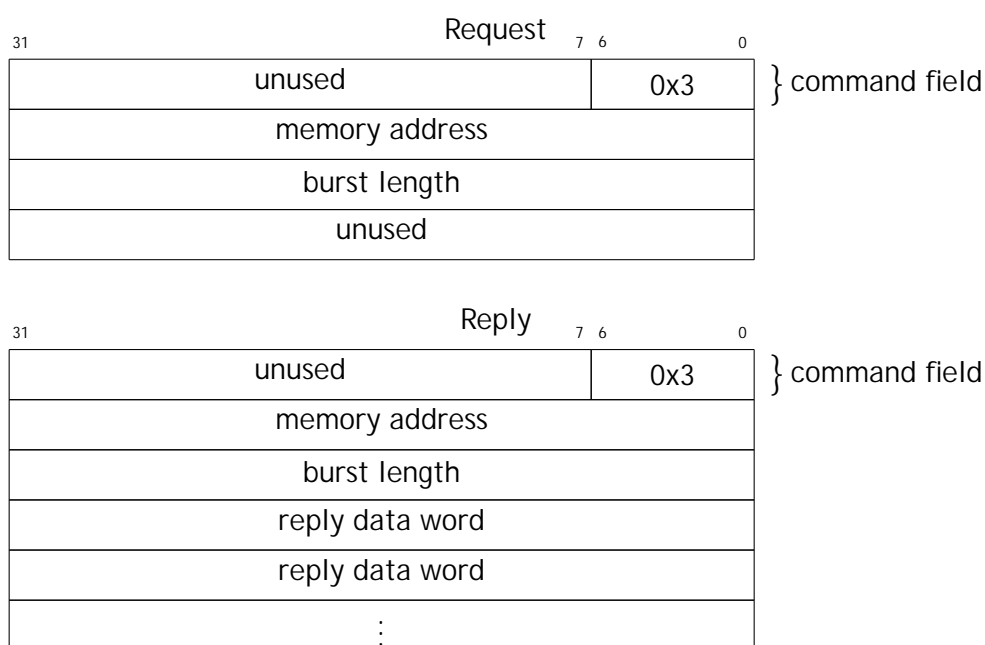 Request
31 7 6 0
unused 0x3 } command field
memory address
burst length
unused
Reply
31 7 6 0
unused 0x3 } command field
memory address
burst length
reply data word
reply data word
⋮